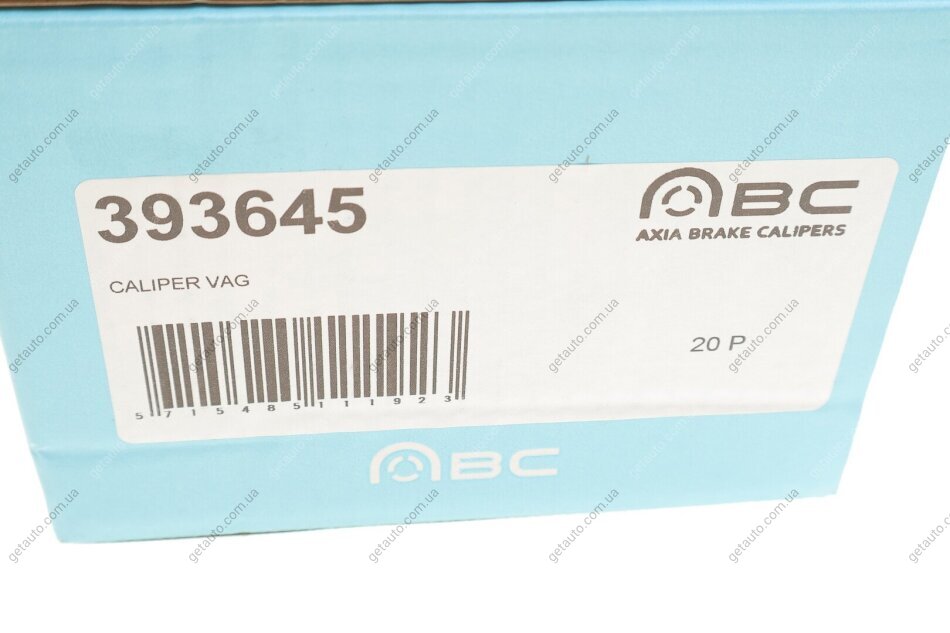 393645
ABC
AXIA BRAKE CALIPERS
CALIPER VAG
20 P
5 715485 111923
ABC
getauto.com.ua